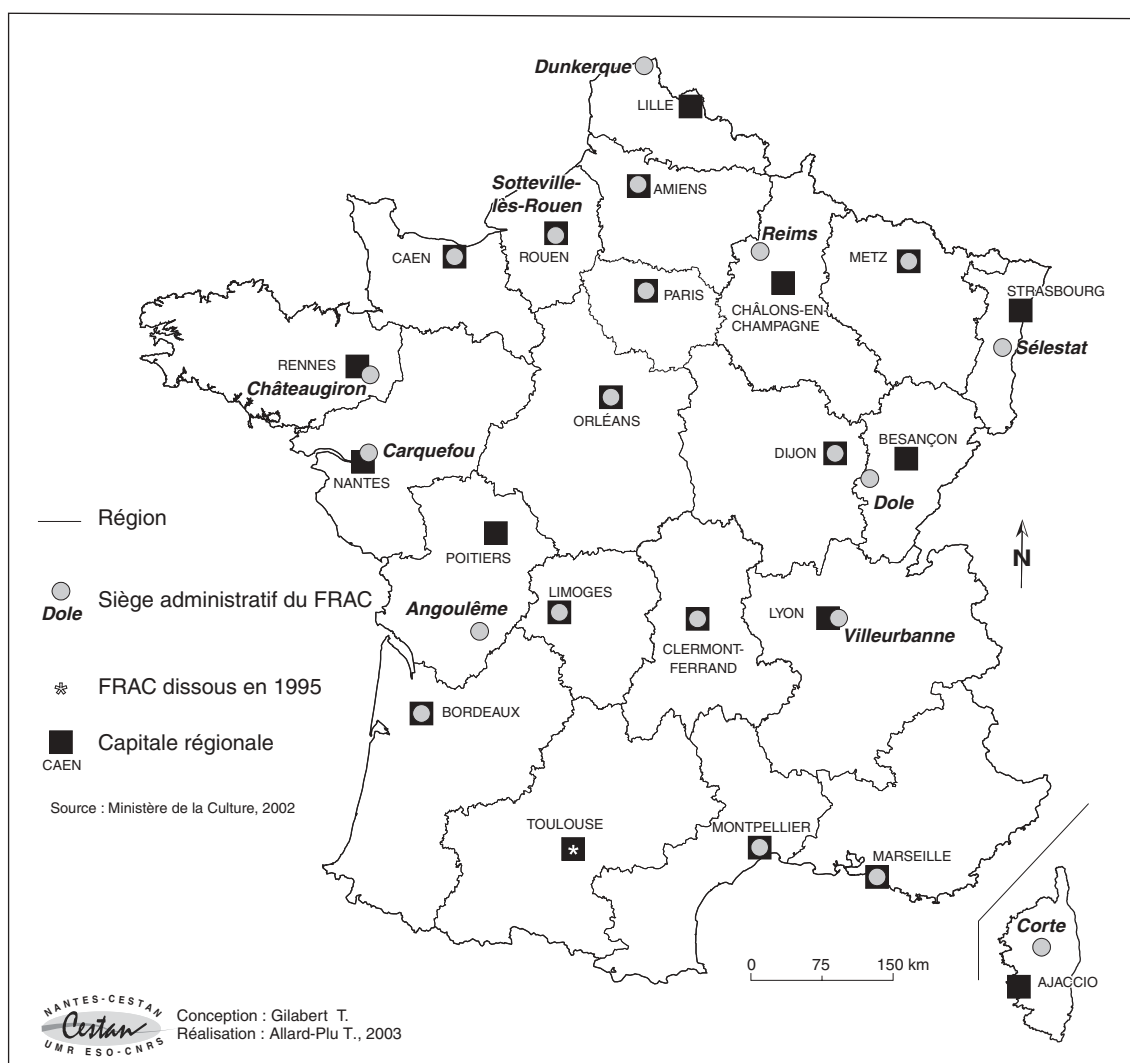 Dunkerque
LILLE
AMIENS
Sotteville-
lès-Rouen
ROUEN
CAEN
Reims
METZ
PARIS
CHÂLONS-EN-
CHAMPAGNE
STRASBOURG
Sélestat
RENNES
Châteaugiron
ORLÉANS
Carquefou
NANTES
DIJON
BESANÇON
Dole
POITIERS
Angoulême
LIMOGES
CLERMONT-
FERRAND
LYON
Villeurbanne
BORDEAUX
TOULOUSE
*
MONTPELLIER
MARSEILLE
Corte
AJACCIO
N
0 75 150 km
Région
Dole
Siège administratif du FRAC
* FRAC dissous en 1995
Capitale régionale
CAEN
Source : Ministère de la Culture, 2002
NANTES-CESTAN
Cestan
UMR ESO-CNRS
Conception : Gilabert T.
Réalisation : Allard-Plu T., 2003